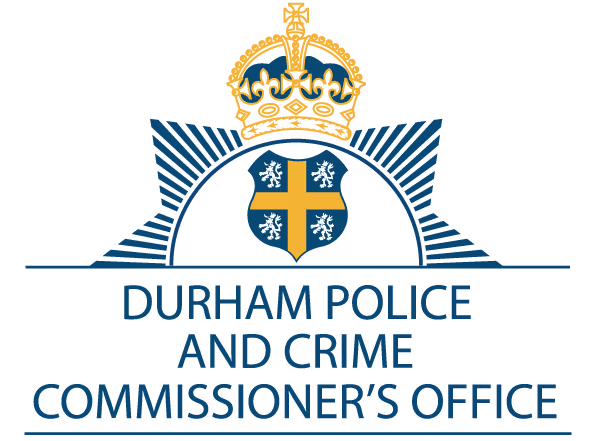 DURHAM POLICE
AND CRIME
COMMISSIONER'S OFFICE